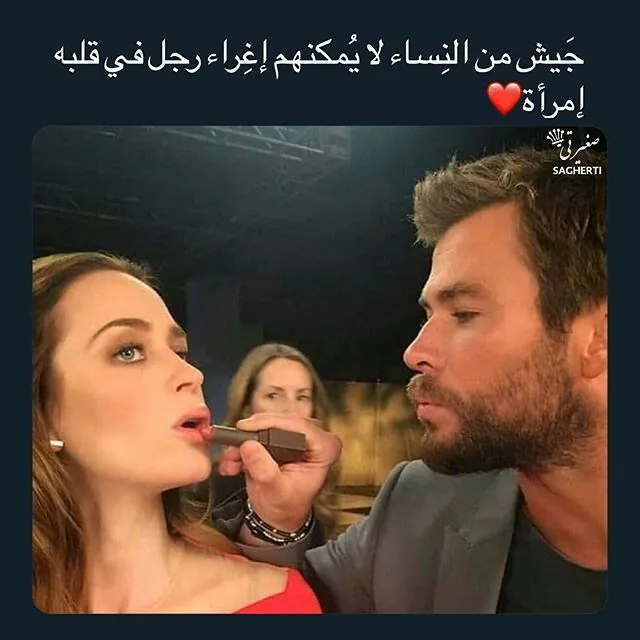 جَيش من النِساء لا يُمكنهم إغِراء رجل في قلبه
إمرأة❤️
صغيرتي
SAGHERTI